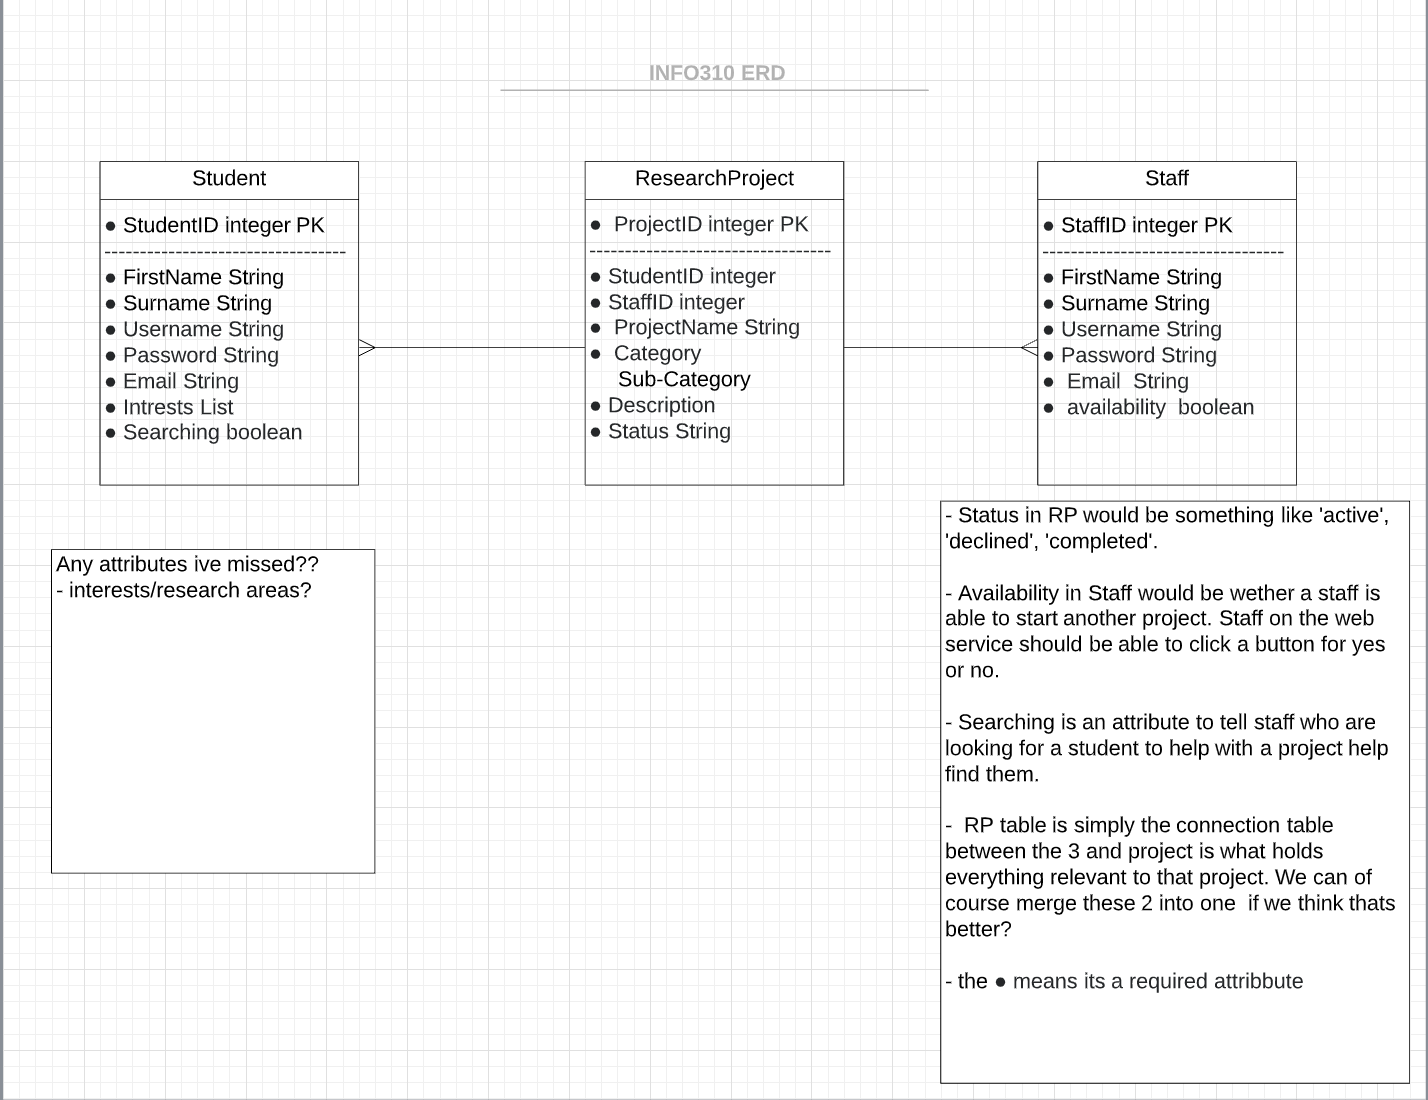 INFO310 ERD
Student
● StudentID integer PK
------------------------------------
● FirstName String
● Surname String
● Username String
● Password String
● Email String
● Intrests List
● Searching boolean
ResearchProject
● ProjectID integer PK
------------------------------------
● StudentID integer
● StaffID integer
● ProjectName String
● Category
Sub-Category
● Description
● Status String
Staff
● StaffID integer PK
------------------------------------
● FirstName String
● Surname String
● Username String
● Password String
● Email  String
● availability  boolean
Any attributes ive missed??
- interests/research areas?
- Status in RP would be something like 'active',
'declined', 'completed'.
- Availability in Staff would be wether a staff is
able to start another project. Staff on the web
service should be able to click a button for yes
or no.
- Searching is an attribute to tell staff who are
looking for a student to help with a project help
find them.
-  RP table is simply the connection table
between the 3 and project is what holds
everything relevant to that project. We can of
course merge these 2 into one  if we think thats
better?
- the ● means its a required attribbute